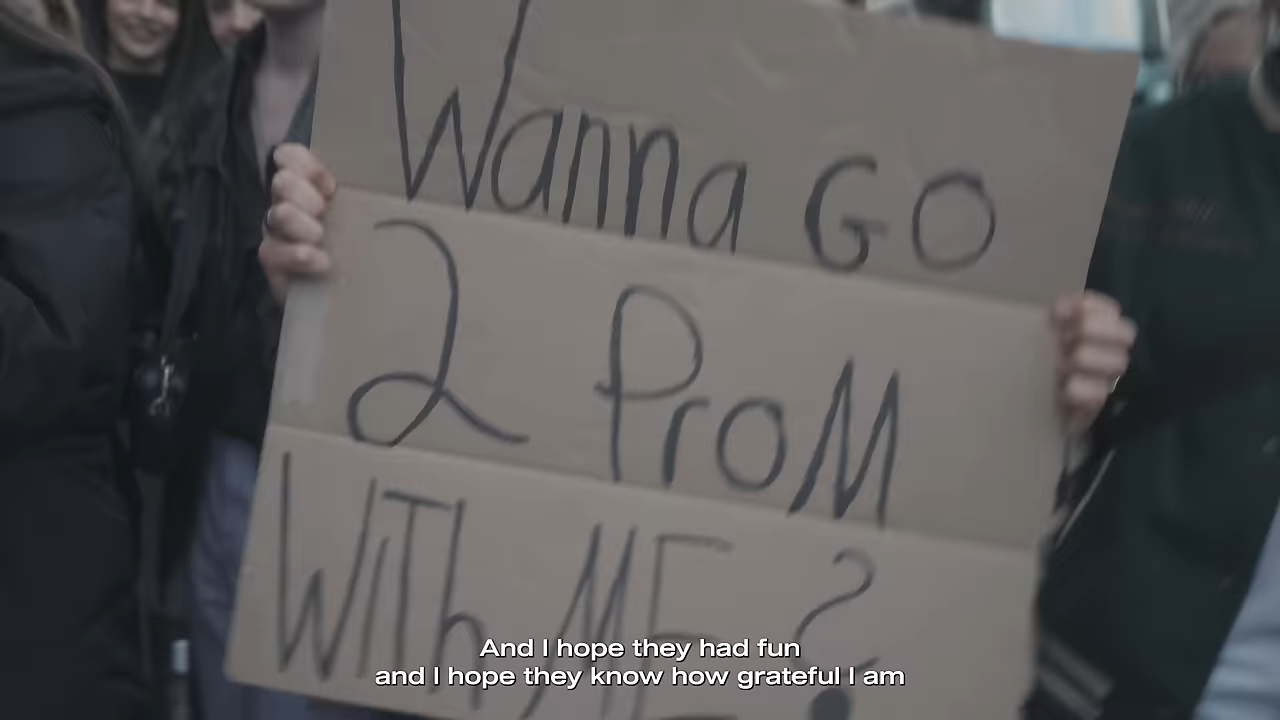 Wanna GO
2 ProM
WITh ME?
And I hope they had fun
and I hope they know how grateful I am